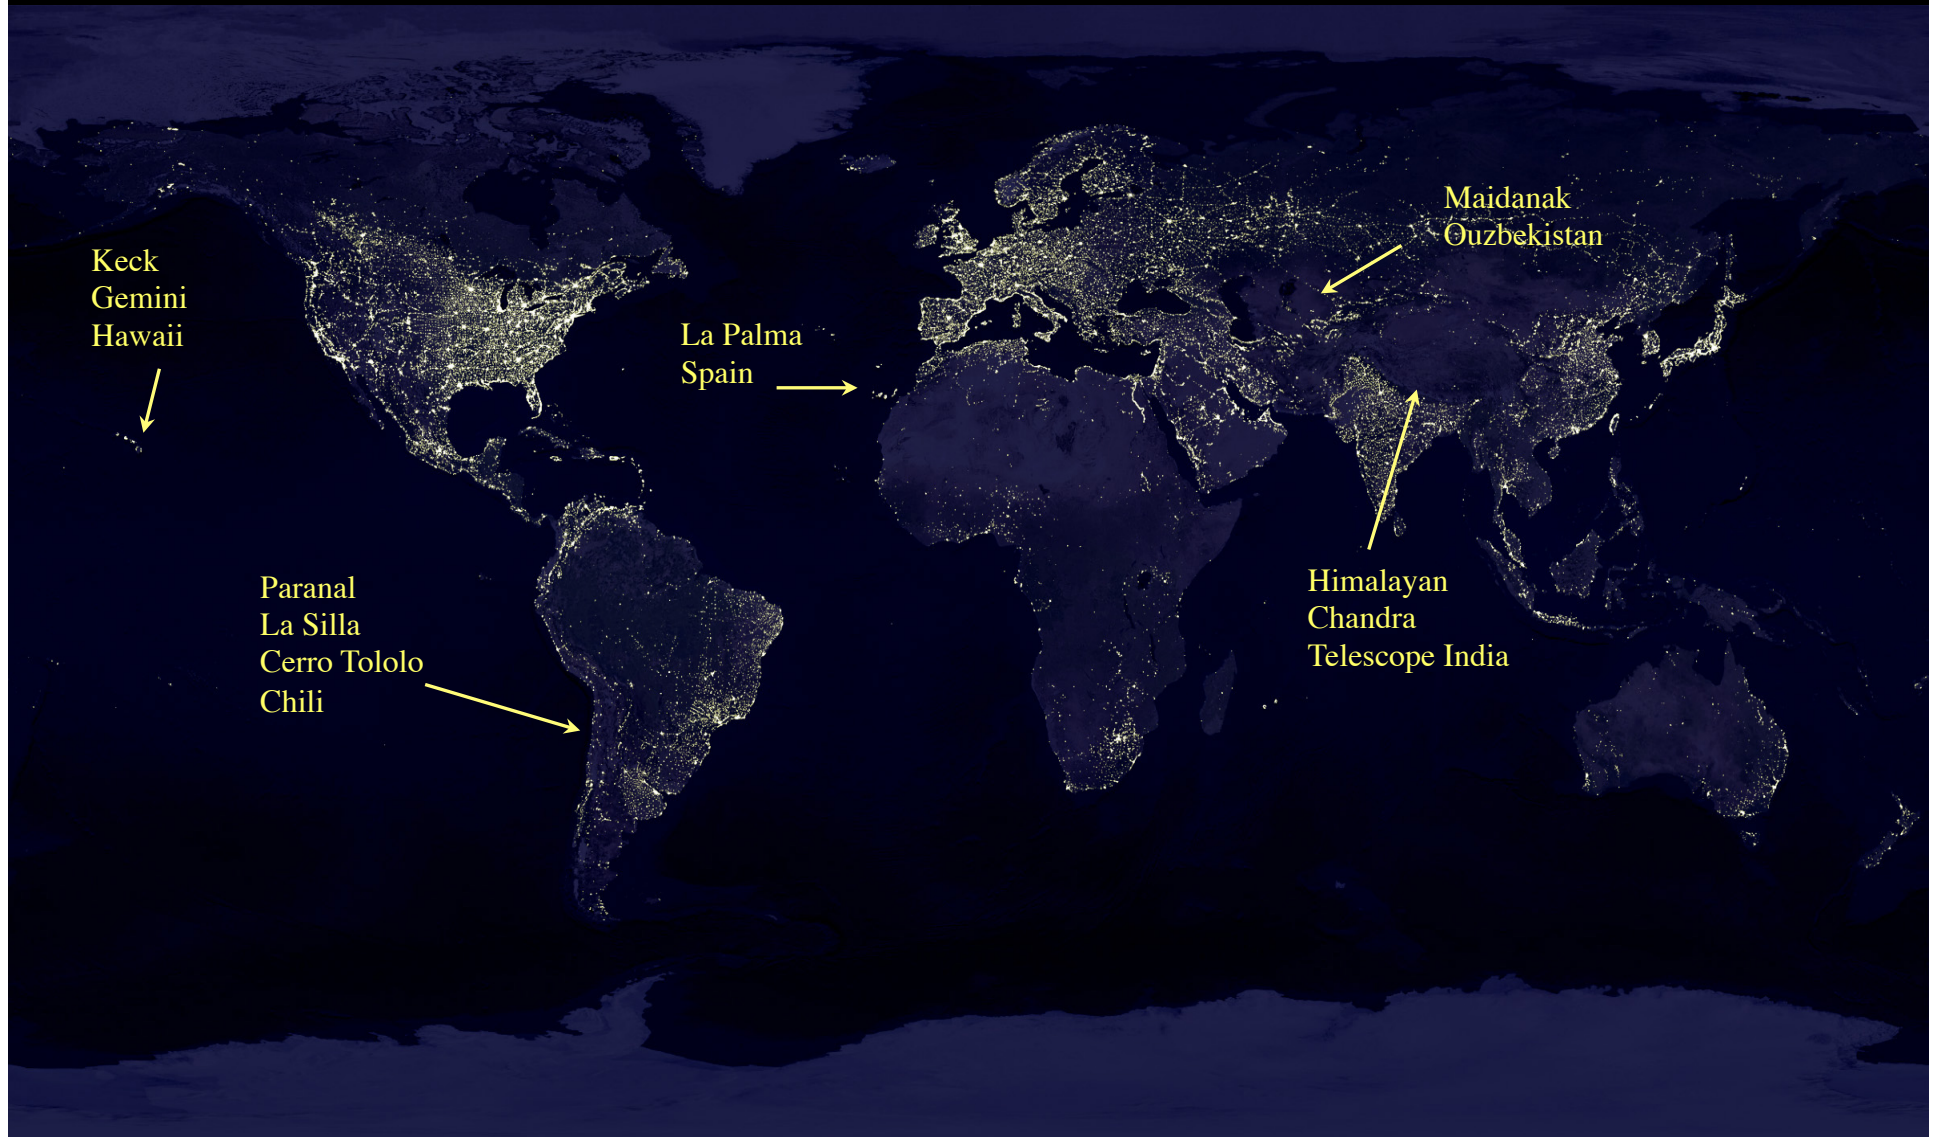 Maidanak
Ouzbekistan
Keck
Gemini
Hawaii
La Palma
Spain
Paranal
La Silla
Cerro Tololo
Chili
Himalayan
Chandra
Telescope India